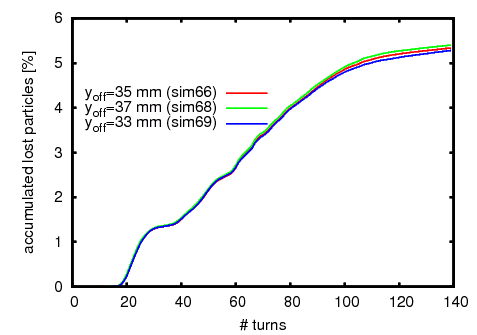 accumulated lost particles [%]
6
5
4
3
2
1
0
y_off=35 mm (sim66)
y_off=37 mm (sim68)
y_off=33 mm (sim69)
0 20 40 60 80 100 120 140
# turns